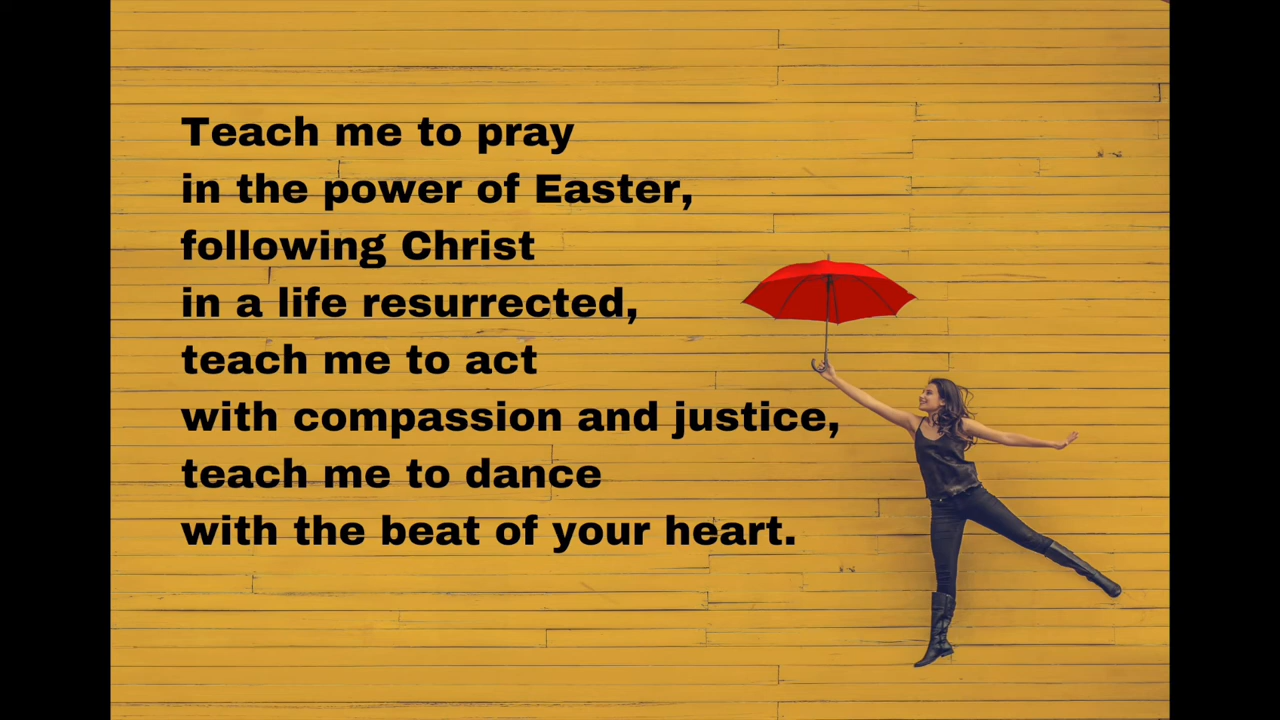 Teach me to pray
in the power of Easter,
following Christ
in a life resurrected,
teach me to act
with compassion and justice,
teach me to dance
with the beat of your heart.